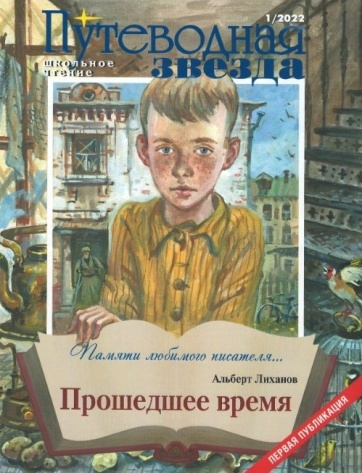 1/2022
Путеводная
школьное
чтение
звезда
Памяти любимого писателя...
Альберт Лиханов
Прошедшее время
ПЕРВАЯ ПУБЛИКАЦИЯ